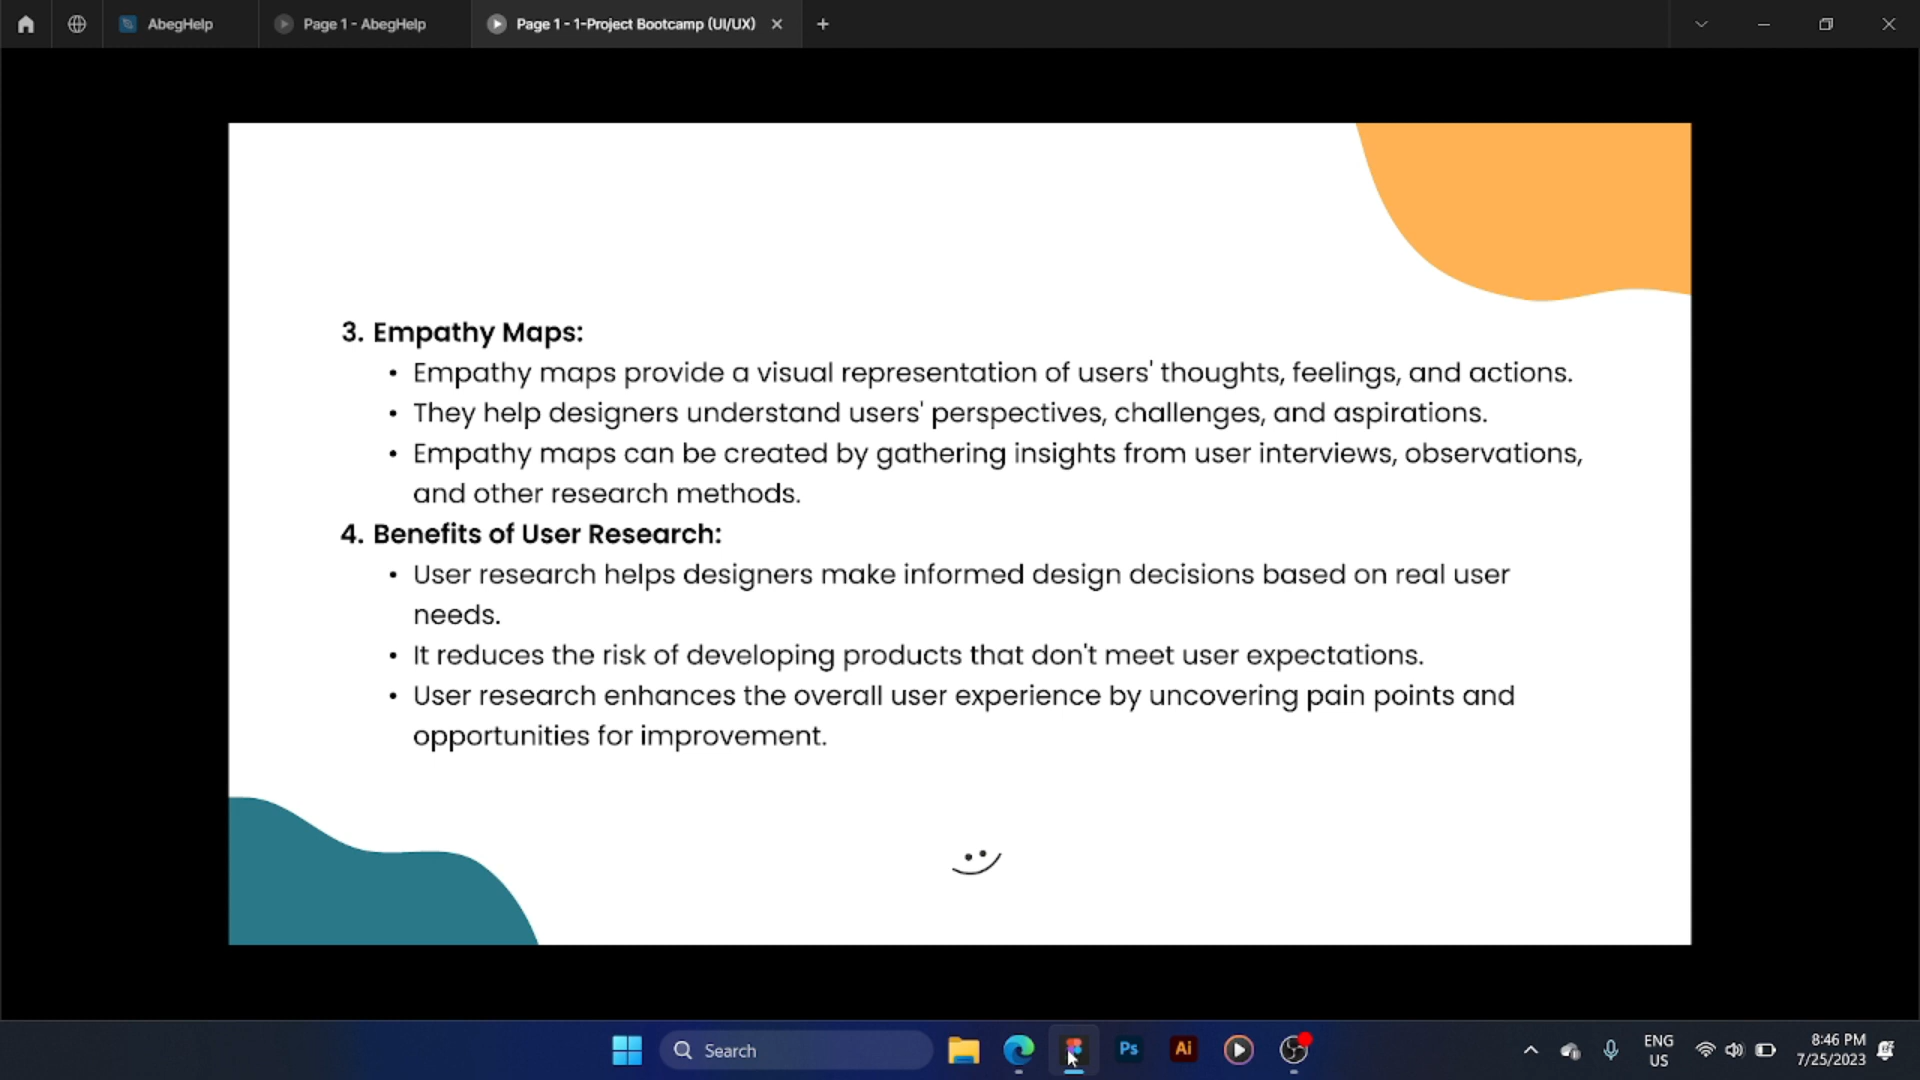 AbegHelp
Page 1 - AbegHelp
Page 1 - 1-Project Bootcamp (UI/UX)
3. Empathy Maps:
• Empathy maps provide a visual representation of users' thoughts, feelings, and actions.
• They help designers understand users' perspectives, challenges, and aspirations.
• Empathy maps can be created by gathering insights from user interviews, observations,
and other research methods.
4. Benefits of User Research:
• User research helps designers make informed design decisions based on real user
needs.
• It reduces the risk of developing products that don't meet user expectations.
• User research enhances the overall user experience by uncovering pain points and
opportunities for improvement.
Search
Ps
Ai
ENG
US
8:46 PM
7/25/2023